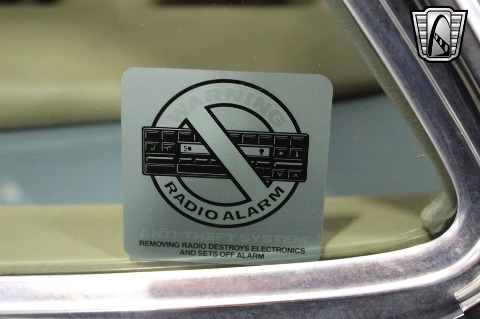 WARNING
RADIO ALARM
ANTI-THEFT SYSTEM
REMOVING RADIO DESTROYS ELECTRONICS
AND SETS OFF ALARM